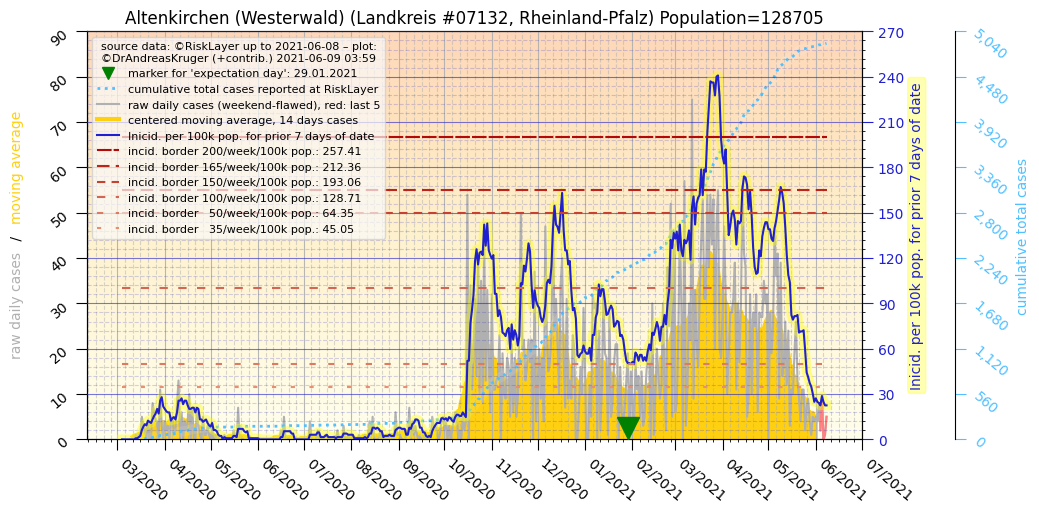 Altenkirchen (Westerwald) (Landkreis #07132, Rheinland-Pfalz) Population=128705
source data: ©RiskLayer up to 2021-06-08 – plot:
©DrAndreasKruger (+contrib.) 2021-06-09 03:59
marker for 'expectation day': 29.01.2021
cumulative total cases reported at RiskLayer
raw daily cases (weekend-flawed), red: last 5
centered moving average, 14 days cases
Inicid. per 100k pop. for prior 7 days of date
incid. border 200/week/100k pop.: 257.41
incid. border 165/week/100k pop.: 212.36
incid. border 150/week/100k pop.: 193.06
incid. border 100/week/100k pop.: 128.71
incid. border 50/week/100k pop.: 64.35
incid. border 35/week/100k pop.: 45.05
raw daily cases / moving average
90
80
70
60
50
40
30
20
10
0
03/2020
04/2020
05/2020
06/2020
07/2020
08/2020
09/2020
10/2020
11/2020
12/2020
01/2021
02/2021
03/2021
04/2021
05/2021
06/2021
07/2021
270
240
210
180
150
120
90
60
30
0
Inicid. per 100k pop. for prior 7 days of date
5,040
4,480
3,920
3,360
2,800
2,240
1,680
1,120
560
0
cumulative total cases